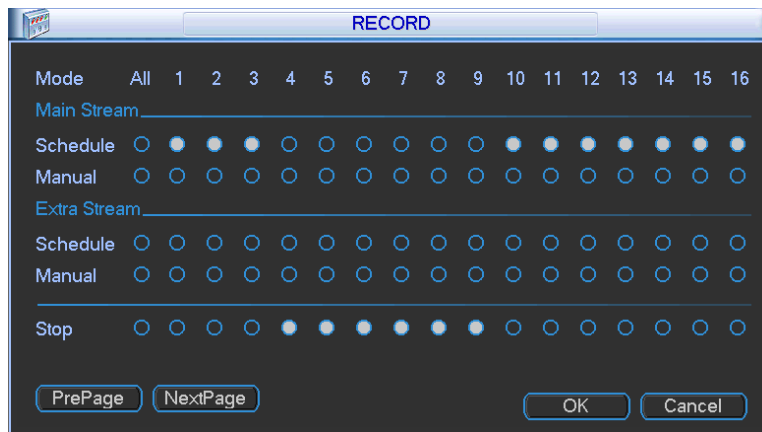 RECORD
Mode All 1 2 3 4 5 6 7 8 9 10 11 12 13 14 15 16
Main Stream
Schedule
Manual
Extra Stream
Schedule
Manual
Stop
PrePage NextPage OK Cancel